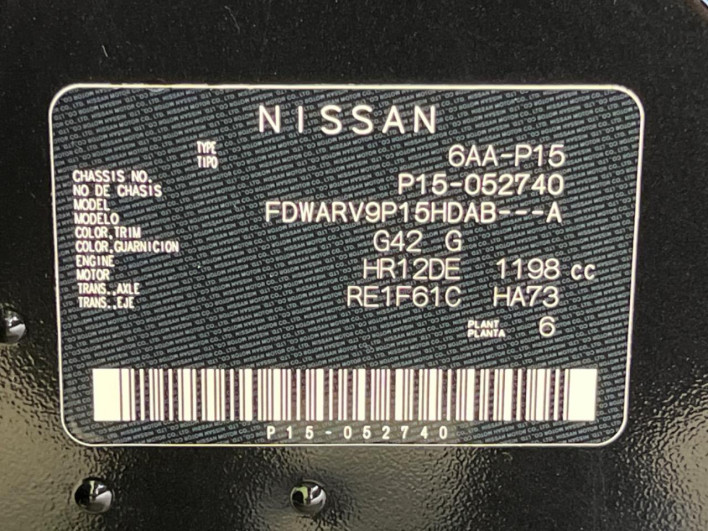 NISSAN
TYPE
TIPO 6AA-P15
CHASSIS NO.
NO DE CHASIS P15-052740
MODEL
MODELO FDWARV9P15HDAB---A
COLOR,TRIM
COLOR,GUARNICION G42 G
ENGINE
MOTOR HR12DE 1198 cc
TRANS.,AXLE
TRANS.,EJE RE1F61C HA73
PLANT
PLANTA 6
P15-052740